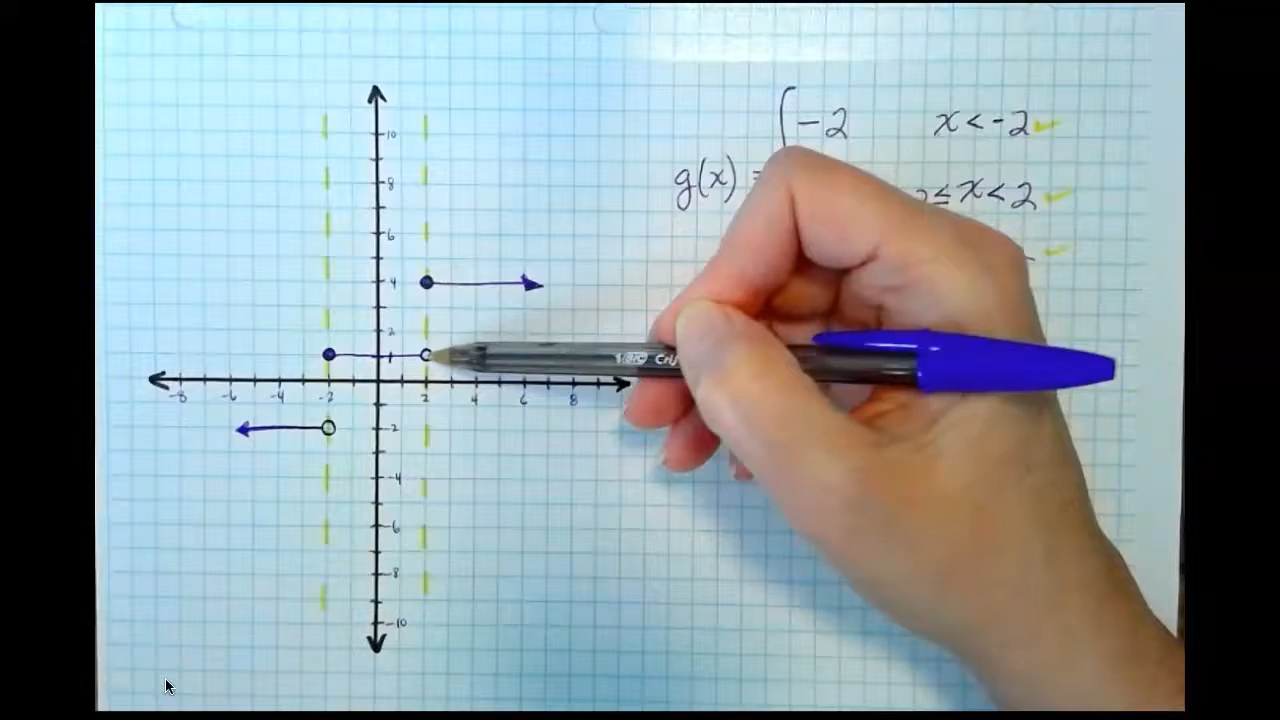 -2 x < -2 ✓
g(x) =
≤ x < 2 ✓
✓
10
8
6
4
2
1
-8 -6 -4 -2 2 4 6 8
-2
-4
-6
-8
-10
BIC